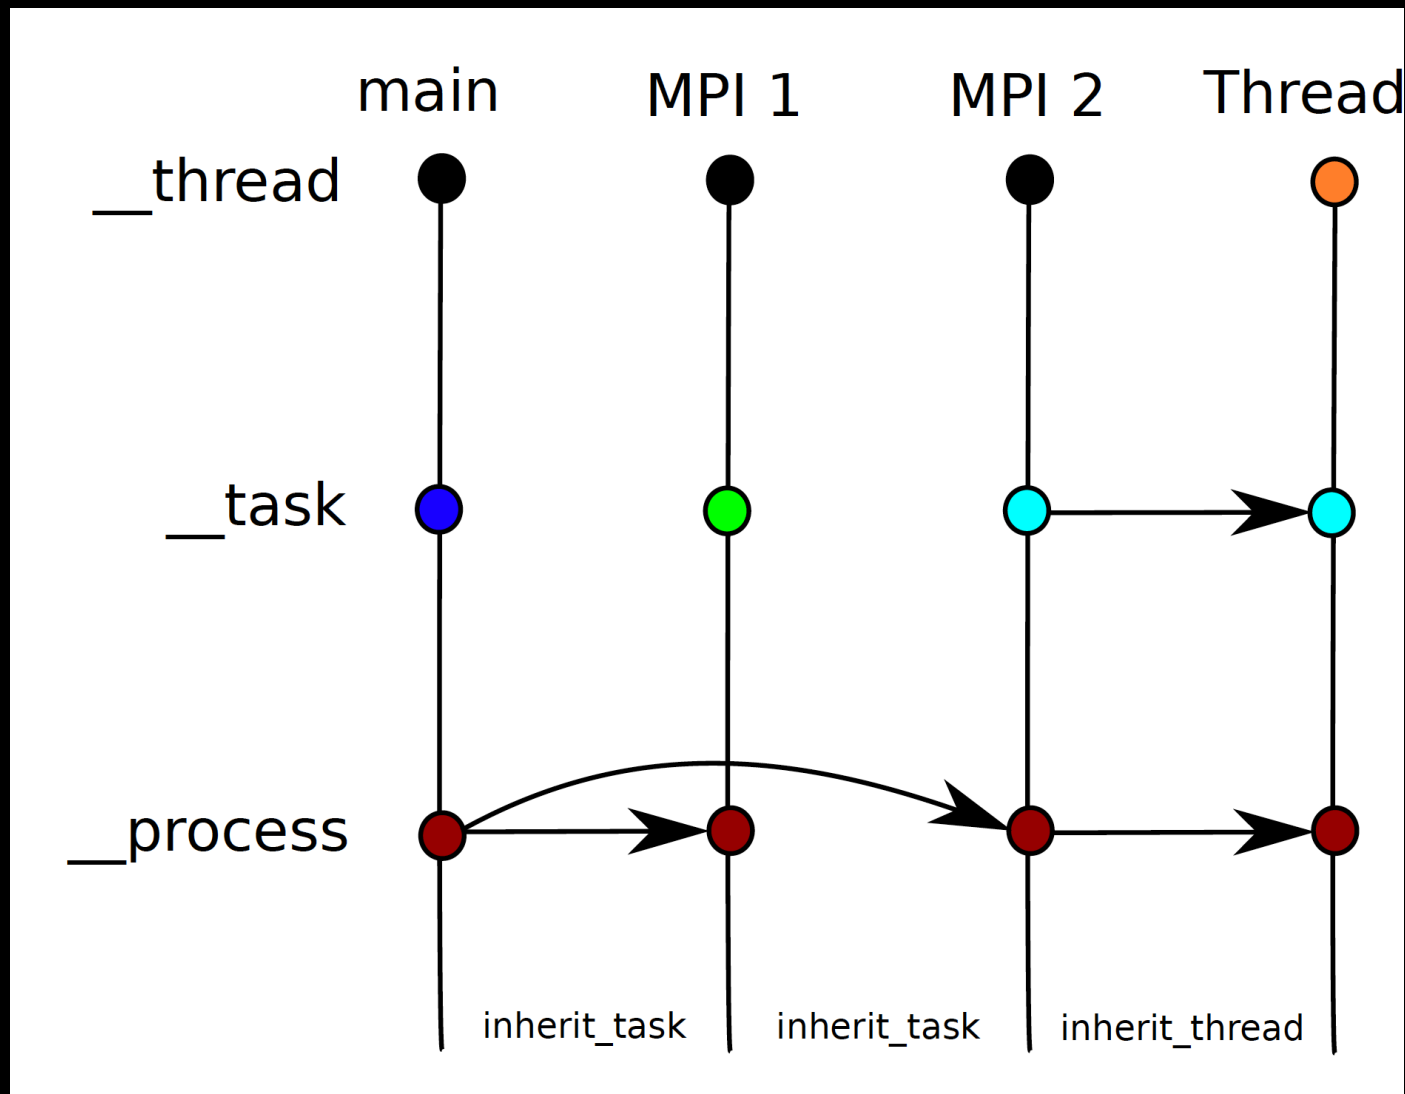 main MPI 1 MPI 2 Thread
__thread
__task
__process
inherit_task inherit_task inherit_thread